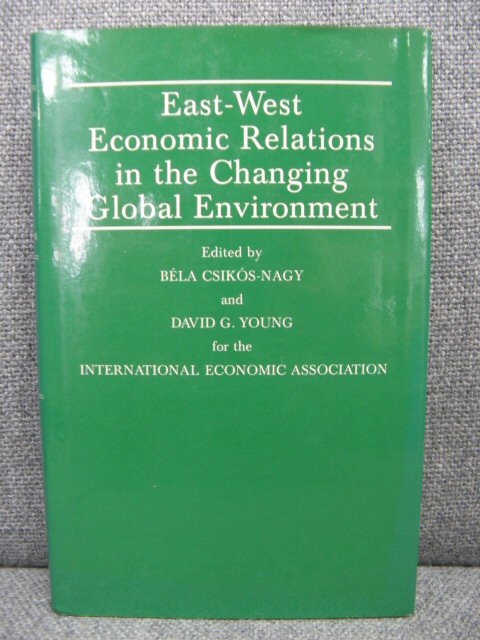 East-West
Economic Relations
in the Changing
Global Environment
Edited by
BÉLA CSIKÓS-NAGY
and
DAVID G. YOUNG
for the
INTERNATIONAL ECONOMIC ASSOCIATION